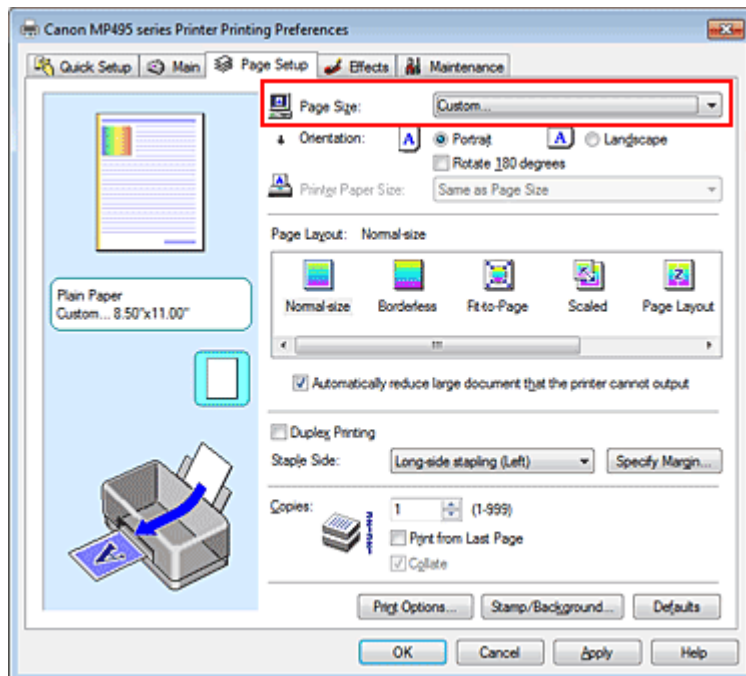 Canon MP495 series Printer Printing Preferences
Quick Setup Main Page Setup Effects Maintenance
Page Size: Custom...
Orientation: A Portrait A Landscape
Rotate 180 degrees
Printer Paper Size: Same as Page Size
Page Layout: Normal-size
Normal-size Borderless Fit-to-Page Scaled Page Layout
Plain Paper
Custom... 8.50"x11.00"
Automatically reduce large document that the printer cannot output
Duplex Printing
Staple Side: Long-side stapling (Left) Specify Margin...
Copies: 1 (1-999)
Print from Last Page
Collate
Print Options... Stamp/Background... Defaults
OK Cancel Apply Help